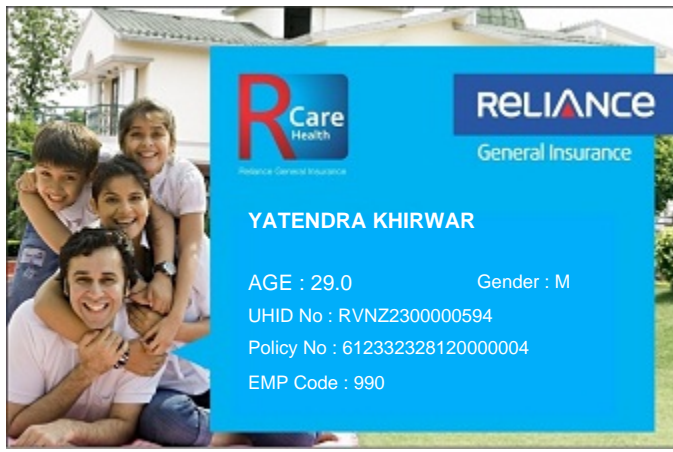 R Care
Health
Reliance General Insurance
RELIANCE
General Insurance
YATENDRA KHIRWAR
AGE : 29.0 Gender : M
UHID No : RVNZ2300000594
Policy No : 612332328120000004
EMP Code : 990